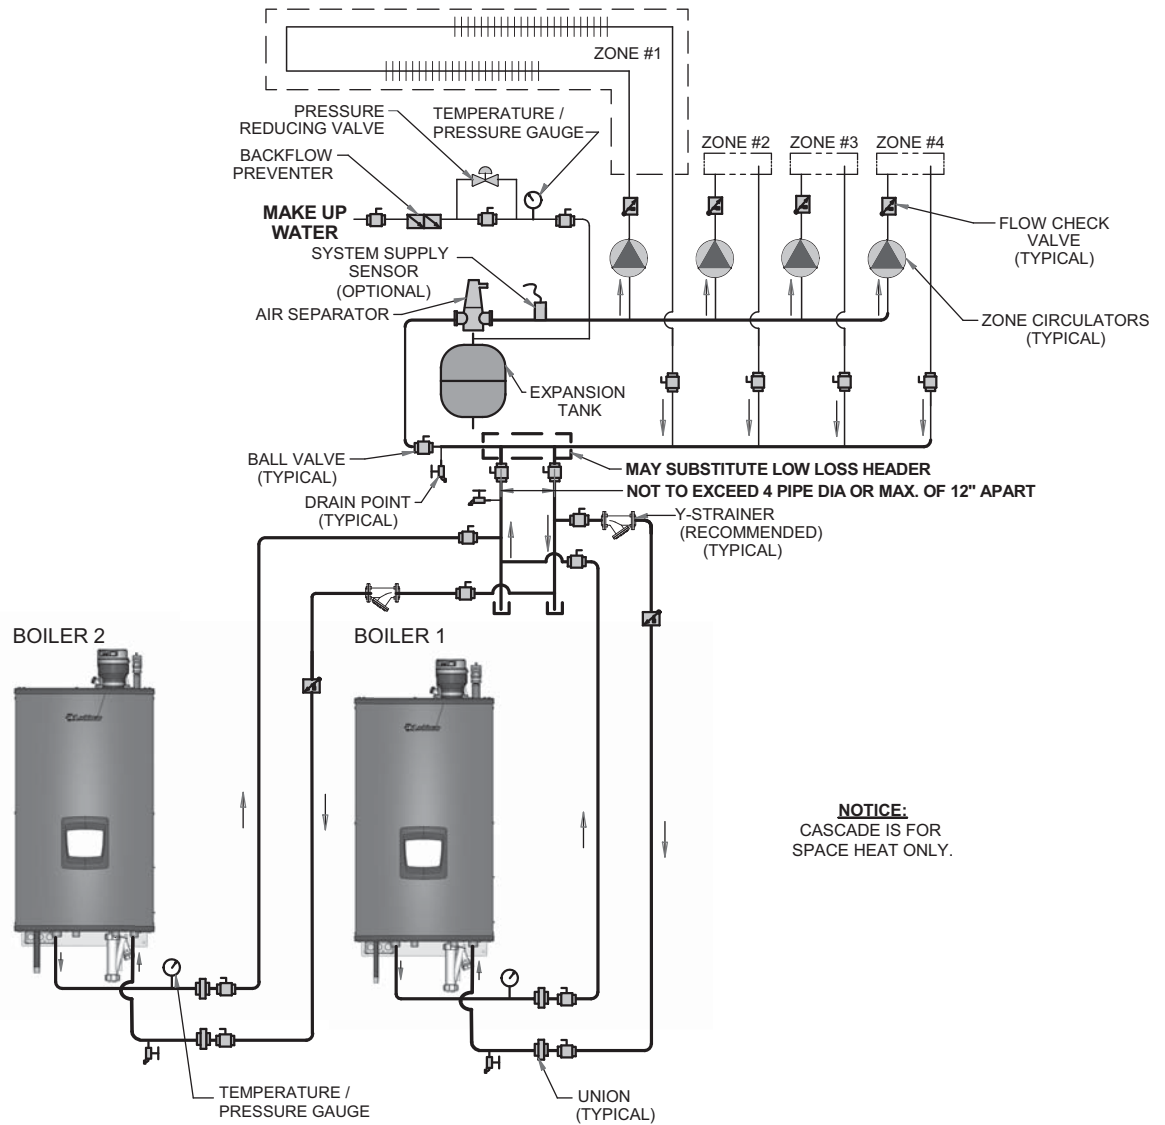 ZONE #1
PRESSURE
REDUCING VALVE
TEMPERATURE /
PRESSURE GAUGE
BACKFLOW
PREVENTER
ZONE #2
ZONE #3
ZONE #4
MAKE UP
WATER
FLOW CHECK
VALVE
(TYPICAL)
SYSTEM SUPPLY
SENSOR
(OPTIONAL)
AIR SEPARATOR
ZONE CIRCULATORS
(TYPICAL)
EXPANSION
TANK
BALL VALVE
(TYPICAL)
MAY SUBSTITUTE LOW LOSS HEADER
NOT TO EXCEED 4 PIPE DIA OR MAX. OF 12" APART
DRAIN POINT
(TYPICAL)
Y-STRAINER
(RECOMMENDED)
(TYPICAL)
BOILER 2
BOILER 1
NOTICE:
CASCADE IS FOR
SPACE HEAT ONLY.
TEMPERATURE /
PRESSURE GAUGE
UNION
(TYPICAL)